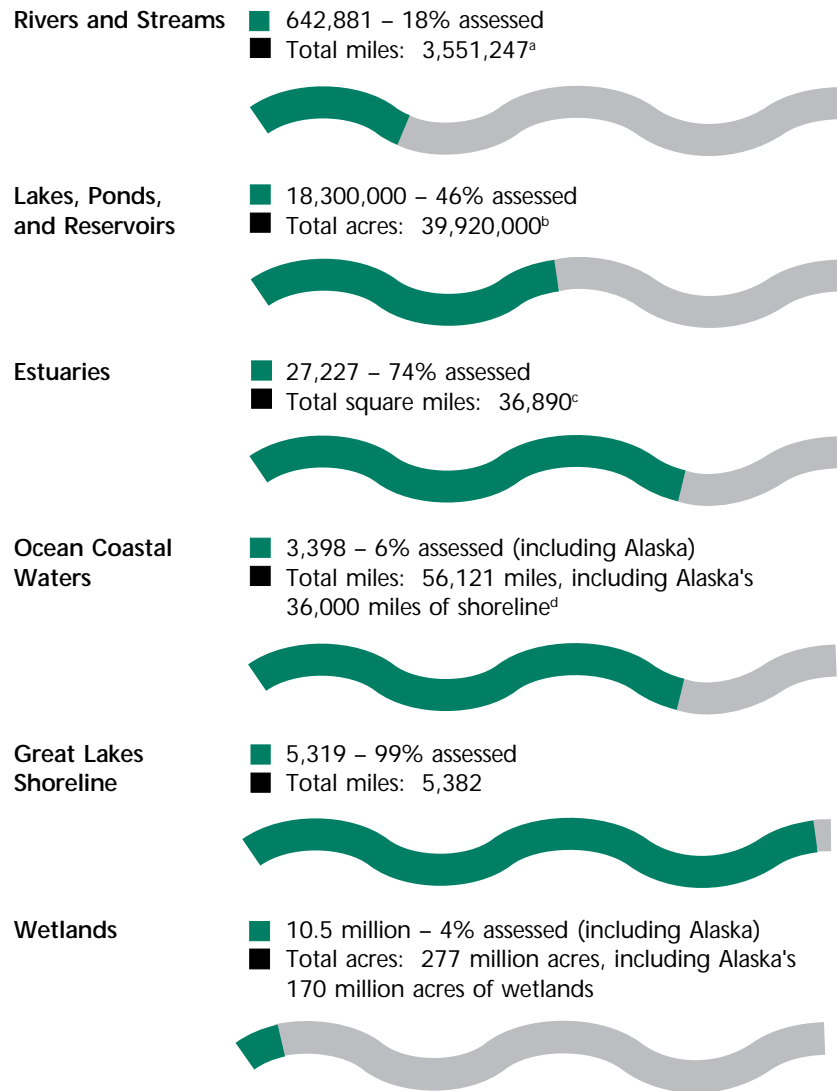 Rivers and Streams
642,881 – 18% assessed
Total miles: 3,551,247ᵃ
Lakes, Ponds,
and Reservoirs
18,300,000 – 46% assessed
Total acres: 39,920,000ᵇ
Estuaries
27,227 – 74% assessed
Total square miles: 36,890ᶜ
Ocean Coastal
Waters
3,398 – 6% assessed (including Alaska)
Total miles: 56,121 miles, including Alaska's
36,000 miles of shorelineᵈ
Great Lakes
Shoreline
5,319 – 99% assessed
Total miles: 5,382
Wetlands
10.5 million – 4% assessed (including Alaska)
Total acres: 277 million acres, including Alaska's
170 million acres of wetlands